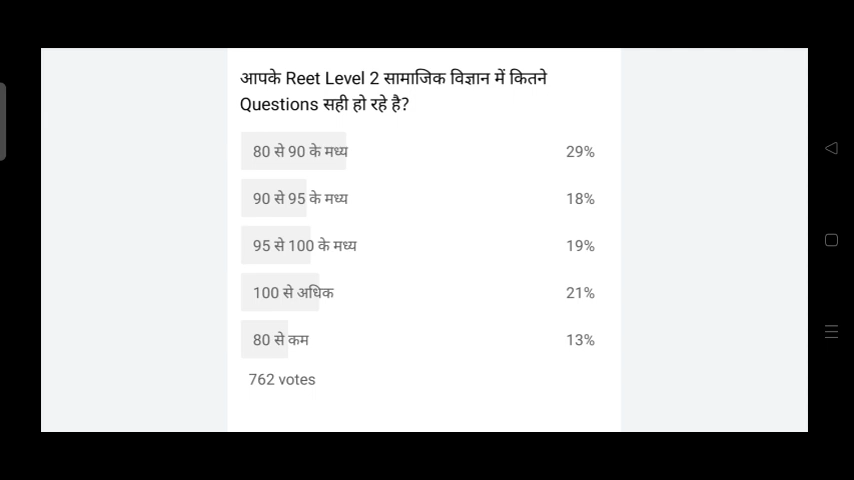 आपके Reet Level 2 सामाजिक विज्ञान में कितने
Questions सही हो रहे है?
80 से 90 के मध्य 29%
90 से 95 के मध्य 18%
95 से 100 के मध्य 19%
100 से अधिक 21%
80 से कम 13%
762 votes